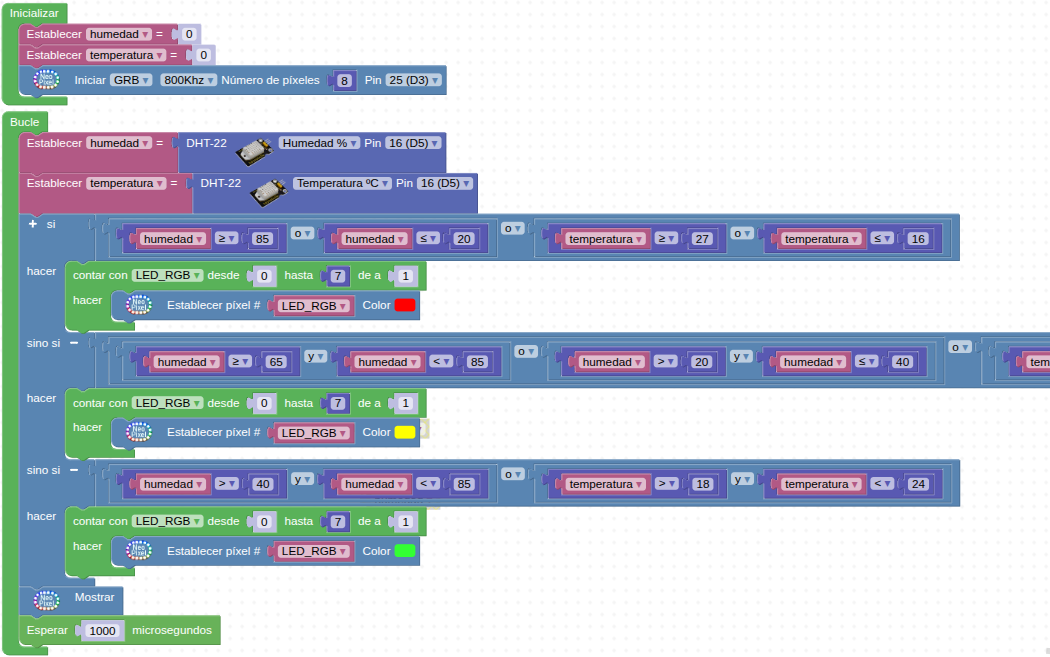 Inicializar
Establecer humedad = 0
Establecer temperatura = 0
Neo Pixel Iniciar GRB 800Khz Número de píxeles 8 Pin 25 (D3)
Bucle
Establecer humedad = DHT-22 Humedad % Pin 16 (D5)
Establecer temperatura = DHT-22 Temperatura ºC Pin 16 (D5)
+ si humedad ≥ 85 o humedad ≤ 20 o temperatura ≥ 27 o temperatura ≤ 16
hacer contar con LED_RGB desde 0 hasta 7 de a 1
hacer Neo Pixel Establecer píxel # LED_RGB Color
sino si − humedad ≥ 65 y humedad < 85 o humedad > 20 y humedad ≤ 40 o tem
hacer contar con LED_RGB desde 0 hasta 7 de a 1
hacer Neo Pixel Establecer píxel # LED_RGB Color
sino si − humedad > 40 y humedad < 85 o temperatura > 18 y temperatura < 24
hacer contar con LED_RGB desde 0 hasta 7 de a 1
hacer Neo Pixel Establecer píxel # LED_RGB Color
Neo Pixel Mostrar
Esperar 1000 microsegundos